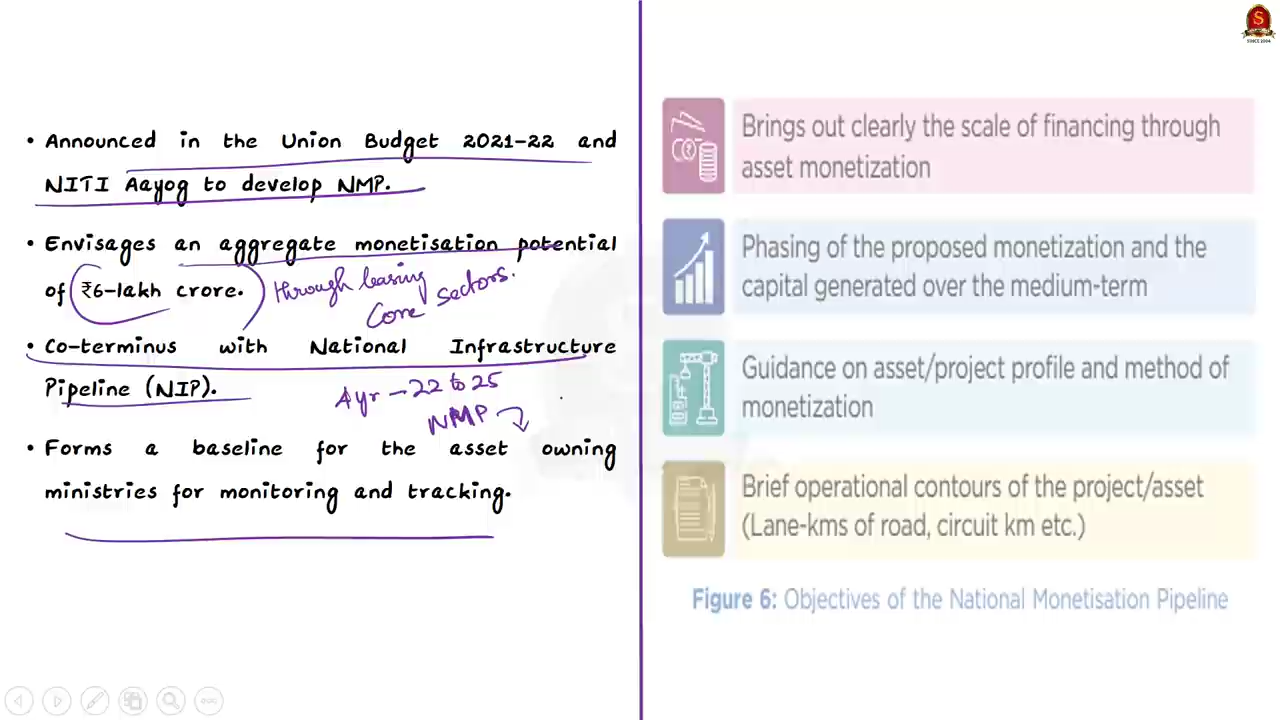 • Announced in the Union Budget 2021-22 and
NITI Aayog to develop NMP.
• Envisages an aggregate monetisation potential
of ₹6-lakh crore. through leasing
Core sectors.
• Co-terminus with National Infrastructure
Pipeline (NIP).
4yr - 22 to 25
NMP
• Forms a baseline for the asset owning
ministries for monitoring and tracking.
S
SINCE 2004
Brings out clearly the scale of financing through
asset monetization
Phasing of the proposed monetization and the
capital generated over the medium-term
Guidance on asset/project profile and method of
monetization
Brief operational contours of the project/asset
(Lane-kms of road, circuit km etc.)
Figure 6: Objectives of the National Monetisation Pipeline